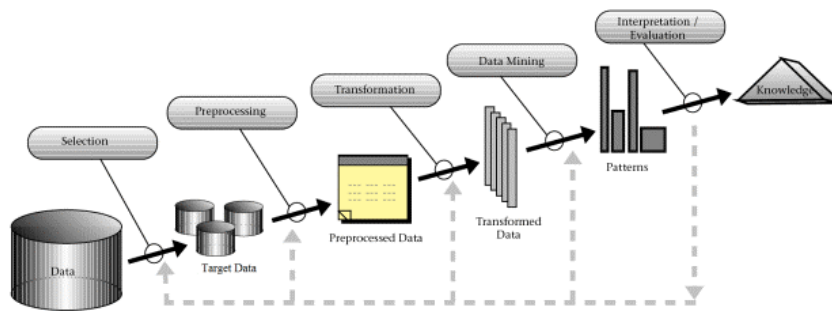 Interpretation /
Evaluation
Data Mining
Transformation
Preprocessing
Selection
Knowledge
Patterns
Transformed
Data
Preprocessed Data
Target Data
Data